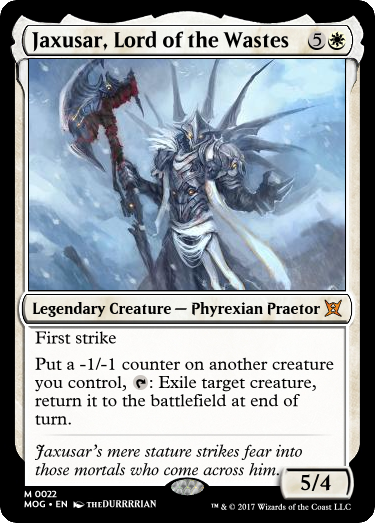 Jaxusar, Lord of the Wastes 5
Legendary Creature — Phyrexian Praetor
First strike
Put a -1/-1 counter on another creature
you control, : Exile target creature,
return it to the battlefield at end of
turn.
Jaxusar's mere stature strikes fear into
those mortals who come across him.
5/4
M 0022
MOG • EN theDURRRRIAN
™ & © 2017 Wizards of the Coast LLC